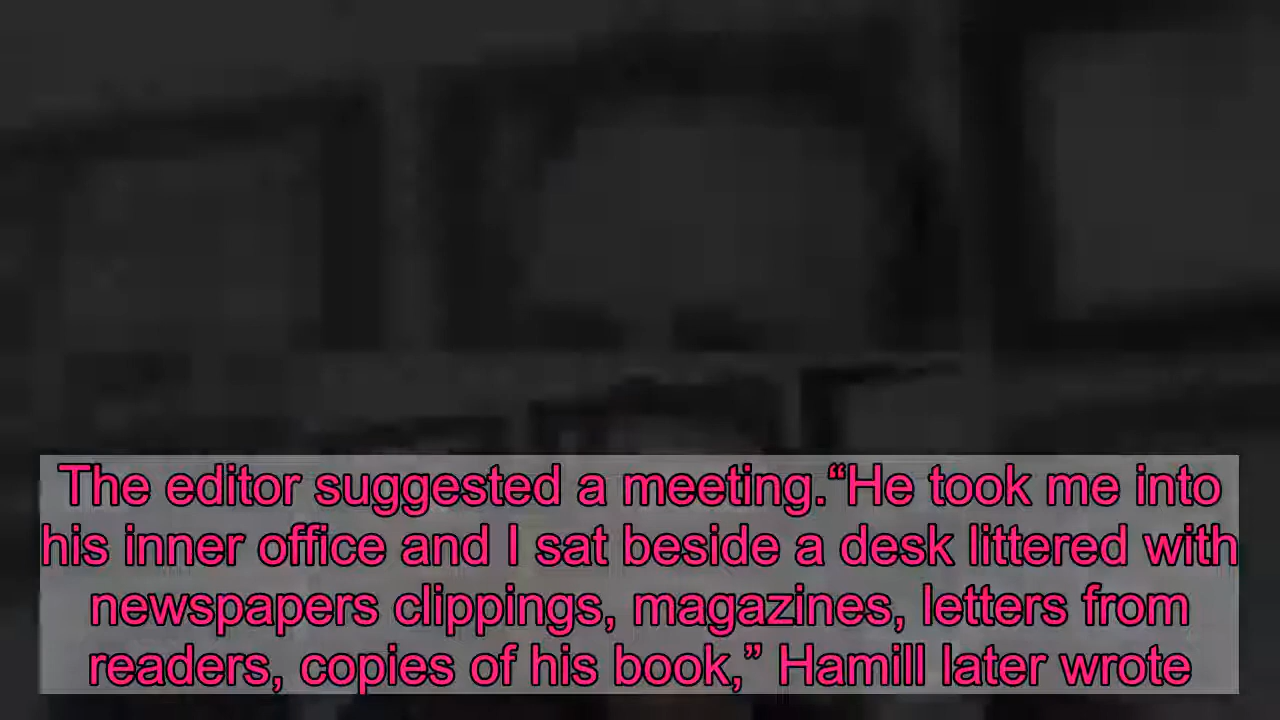 The editor suggested a meeting.“He took me into
his inner office and I sat beside a desk littered with
newspapers clippings, magazines, letters from
readers, copies of his book,” Hamill later wrote